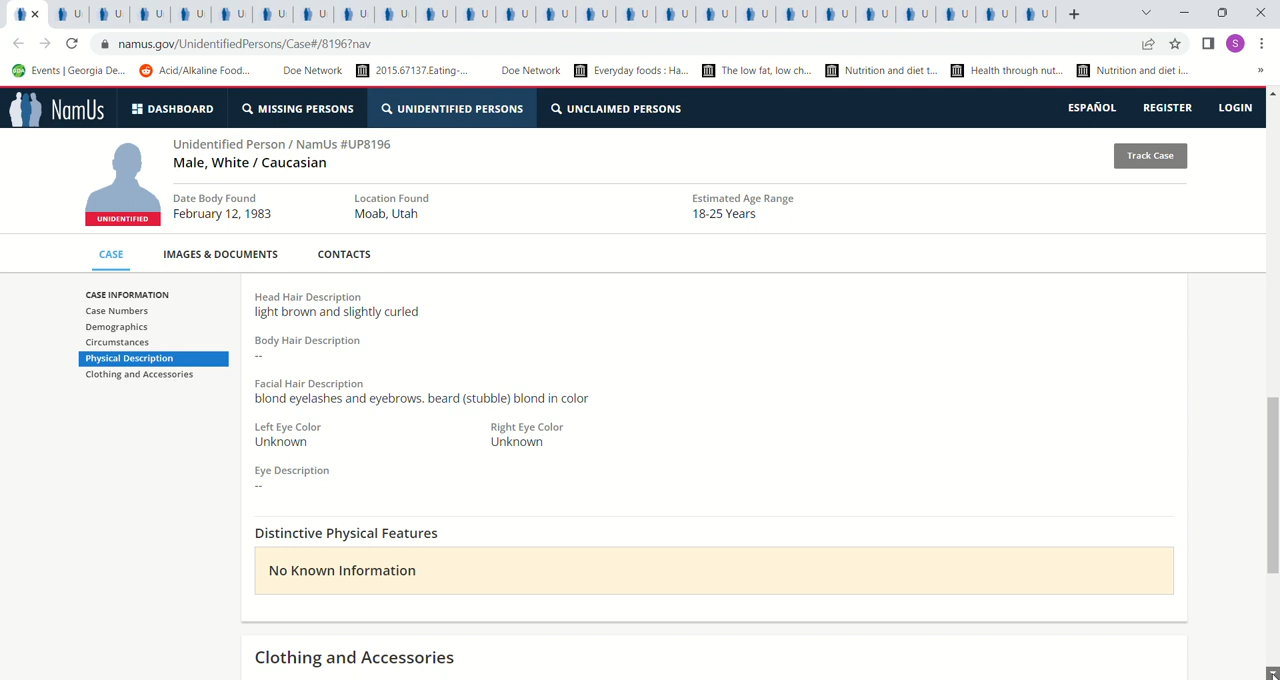 U U U U U U U U U U U U U U U U U U U U U U U U U
namus.gov/UnidentifiedPersons/Case#/8196?nav
S
Events | Georgia De... Acid/Alkaline Food... Doe Network 2015.67137.Eating-... Doe Network Everyday foods : Ha... The low fat, low ch... Nutrition and diet t... Health through nut... Nutrition and diet i... »
NamUs DASHBOARD MISSING PERSONS UNIDENTIFIED PERSONS UNCLAIMED PERSONS ESPAÑOL REGISTER LOGIN
Unidentified Person / NamUs #UP8196
Male, White / Caucasian
Track Case
Date Body Found Location Found Estimated Age Range
February 12, 1983 Moab, Utah 18-25 Years
UNIDENTIFIED
CASE IMAGES & DOCUMENTS CONTACTS
CASE INFORMATION
Case Numbers
Demographics
Circumstances
Physical Description
Clothing and Accessories
Head Hair Description
light brown and slightly curled
Body Hair Description
--
Facial Hair Description
blond eyelashes and eyebrows. beard (stubble) blond in color
Left Eye Color Right Eye Color
Unknown Unknown
Eye Description
--
Distinctive Physical Features
No Known Information
Clothing and Accessories